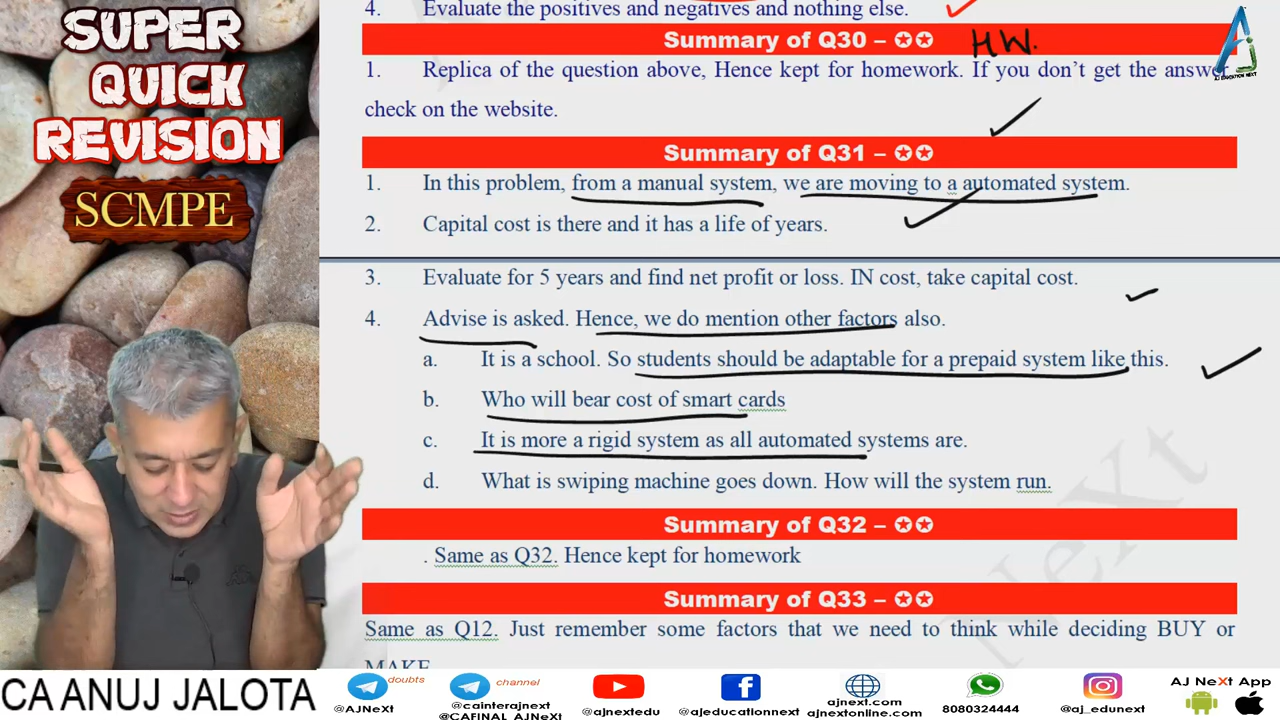 SUPER
QUICK
REVISION
SCMPE
4. Evaluate the positives and negatives and nothing else.
Summary of Q30 – ✪✪
HW.
1. Replica of the question above, Hence kept for homework. If you don't get the answer
check on the website.
Summary of Q31 – ✪✪
1. In this problem, from a manual system, we are moving to a automated system.
2. Capital cost is there and it has a life of years.
3. Evaluate for 5 years and find net profit or loss. IN cost, take capital cost.
4. Advise is asked. Hence, we do mention other factors also.
a. It is a school. So students should be adaptable for a prepaid system like this.
b. Who will bear cost of smart cards
c. It is more a rigid system as all automated systems are.
d. What is swiping machine goes down. How will the system run.
Summary of Q32 – ✪✪
. Same as Q32. Hence kept for homework
Summary of Q33 – ✪✪
Same as Q12. Just remember some factors that we need to think while deciding BUY or
MAKE
NeXt
Aj
AJ EDUCATION NEXT
CA ANUJ JALOTA
doubts
@AJNeXt
channel
@cainterajnext
@CAFINAL_AJNeXt
@ajnextedu
@ajeducationnext
ajnext.com
ajnextonline.com
8080324444
@aj_edunext
AJ NeXt App